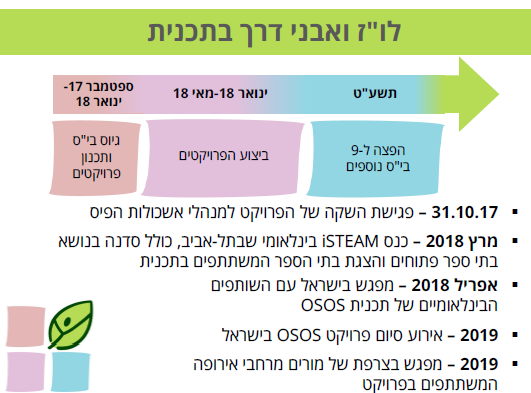 לו"ז ואבני דרך בתכנית
ספטמבר 17-
ינואר 18
ינואר 18-מאי 18
תשע"ט
גיוס בי"ס
ותכנון
פרויקטים
ביצוע הפרויקטים
הפצה ל-9
בי"ס נוספים
▪ 31.10.17 – פגישת השקה של הפרויקט למנהלי אשכולות הפיס
▪ מרץ 2018 – כנס iSTEAM בינלאומי שבתל-אביב, כולל סדנה בנושא
בתי ספר פתוחים והצגת בתי הספר המשתתפים בתכנית
▪ אפריל 2018 – מפגש בישראל עם השותפים
הבינלאומיים של תכנית OSOS
▪ 2019 – אירוע סיום פרויקט OSOS בישראל
▪ 2019 – מפגש בצרפת של מורים מרחבי אירופה
המשתתפים בפרויקט